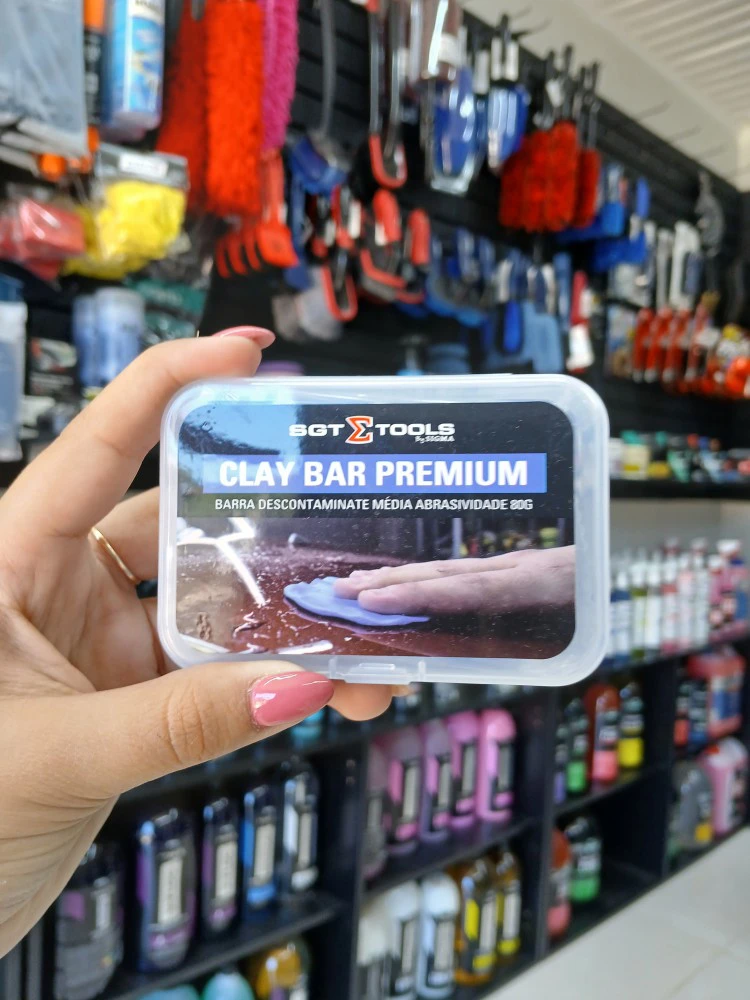 SGT Σ TOOLS
By SIGMA
CLAY BAR PREMIUM
BARRA DESCONTAMINATE MÉDIA ABRASIVIDADE 80G